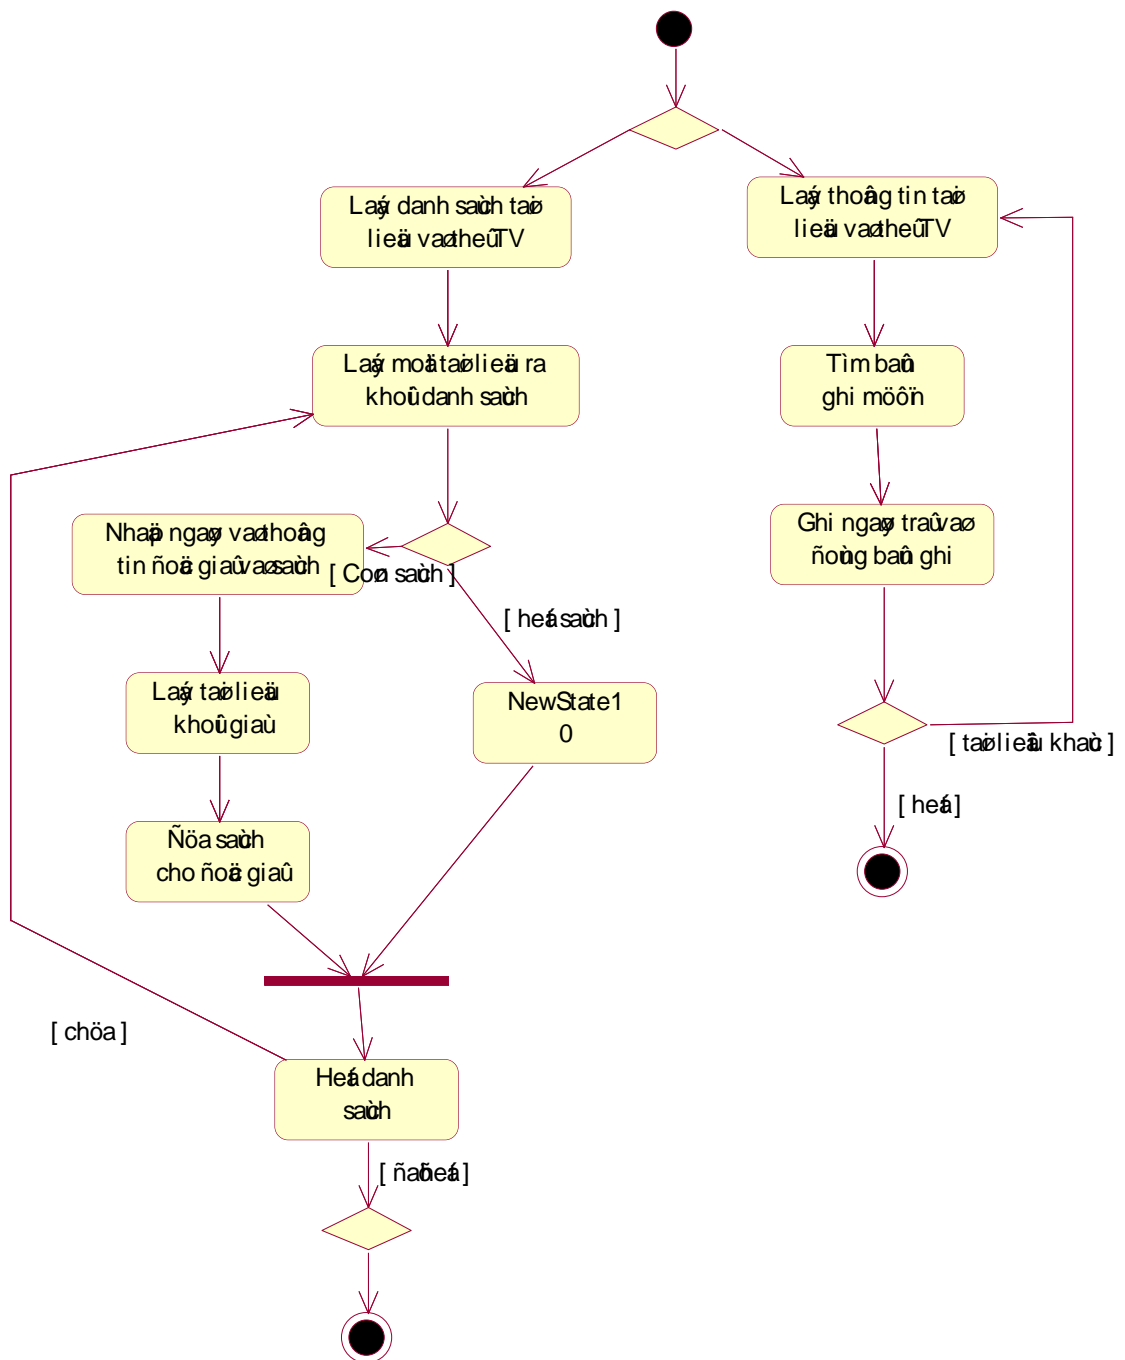 Laáy danh saùch taøi
lieäu vaø theû TV
Laáy thoâng tin taøi
lieäu vaø theû TV
Laáy moät taøi lieäu ra
khoûi danh saùch
Tìm baûn
ghi möôïn
Nhaäp ngaøy vaø thoâng
tin ñoäc giaû vaø saùch
[ Coøn saùch ]
Ghi ngaøy traû vaøo
ñoùng baûn ghi
[ heát saùch ]
Laáy taøi lieäu
khoûi giaù
NewState1
0
[ taøi lieâu khaùc ]
[ heát ]
Ñöa saùch
cho ñoäc giaû
[ chöa ]
Heát danh
saùch
[ ñaõ heát ]